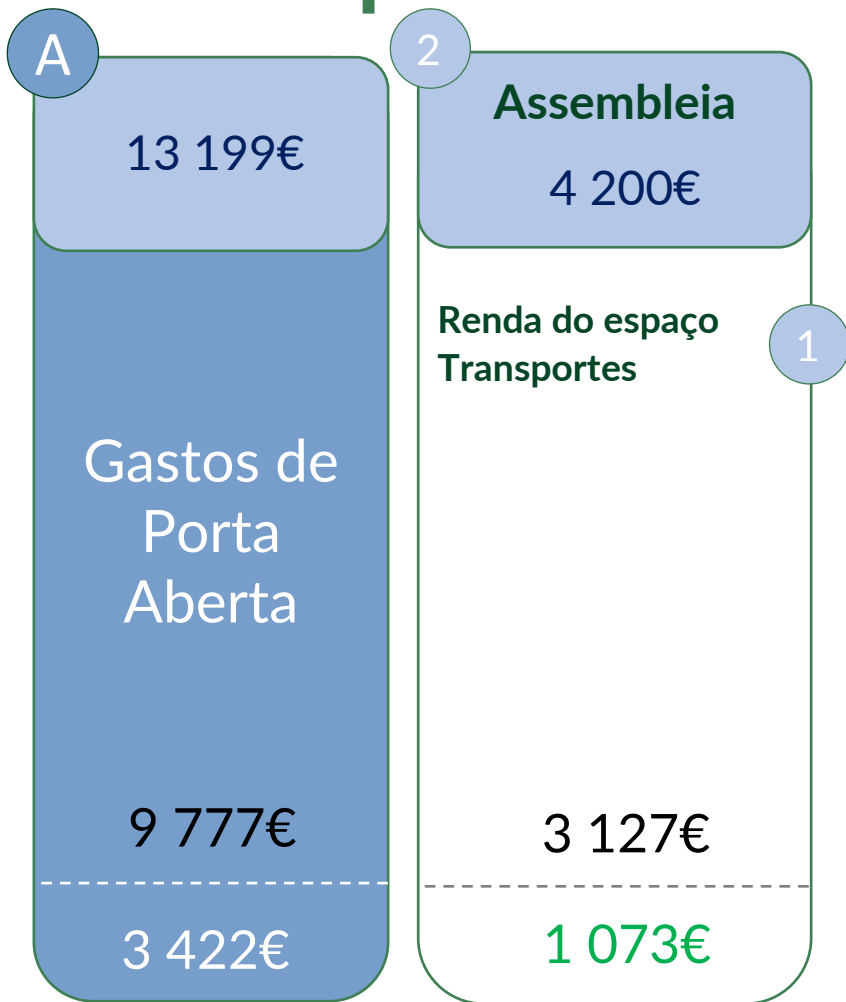 A
13 199€
Gastos de
Porta
Aberta
9 777€
3 422€
2
Assembleia
4 200€
Renda do espaço
Transportes
1
3 127€
1 073€